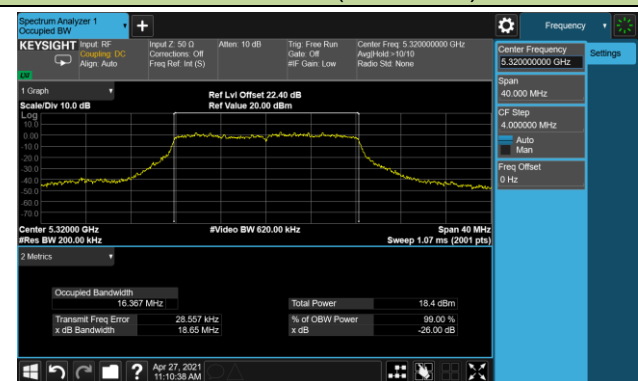 Spectrum Analyzer 1
Occupied BW
Frequency
KEYSIGHT Input: RF Input Z: 50 Ω Atten: 10 dB Trig: Free Run Center Freq: 5.320000000 GHz
Coupling: DC Corrections: Off Gate: Off Avg|Hold:>10/10
Align: Auto Freq Ref: Int (S) #IF Gain: Low Radio Std: None
Center Frequency
5.320000000 GHz
Settings
Span
40.000 MHz
CF Step
4.000000 MHz
Auto
Man
Freq Offset
0 Hz
1 Graph
Ref Lvl Offset 22.40 dB
Scale/Div 10.0 dB Ref Value 20.00 dBm
Log
10.0
0.00
-10.0
-20.0
-30.0
-40.0
-50.0
-60.0
-70.0
Center 5.32000 GHz #Video BW 620.00 kHz Span 40 MHz
#Res BW 200.00 kHz Sweep 1.07 ms (2001 pts)
2 Metrics
Occupied Bandwidth
16.367 MHz Total Power 18.4 dBm
Transmit Freq Error 28.557 kHz % of OBW Power 99.00 %
x dB Bandwidth 18.65 MHz x dB -26.00 dB
Apr 27, 2021
11:10:38 AM